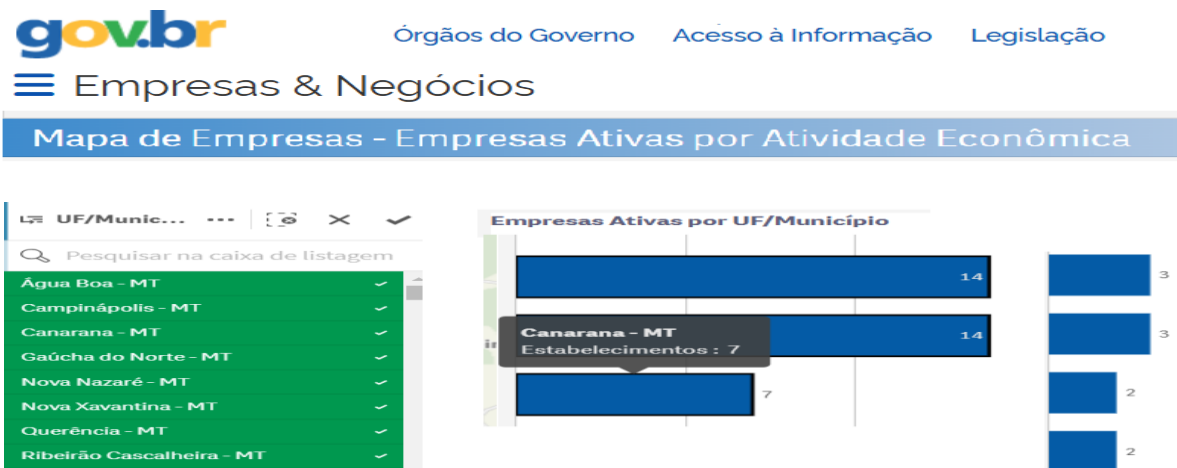 gov.br
Órgãos do Governo Acesso à Informação Legislação
Empresas & Negócios
Mapa de Empresas - Empresas Ativas por Atividade Econômica
UF/Munic... ...
Pesquisar na caixa de listagem
Água Boa - MT
Campinápolis - MT
Canarana - MT
Gaúcha do Norte - MT
Nova Nazaré - MT
Nova Xavantina - MT
Querência - MT
Ribeirão Cascalheira - MT
Empresas Ativas por UF/Município
14
14
Canarana - MT
Estabelecimentos : 7
7
3
3
2
2